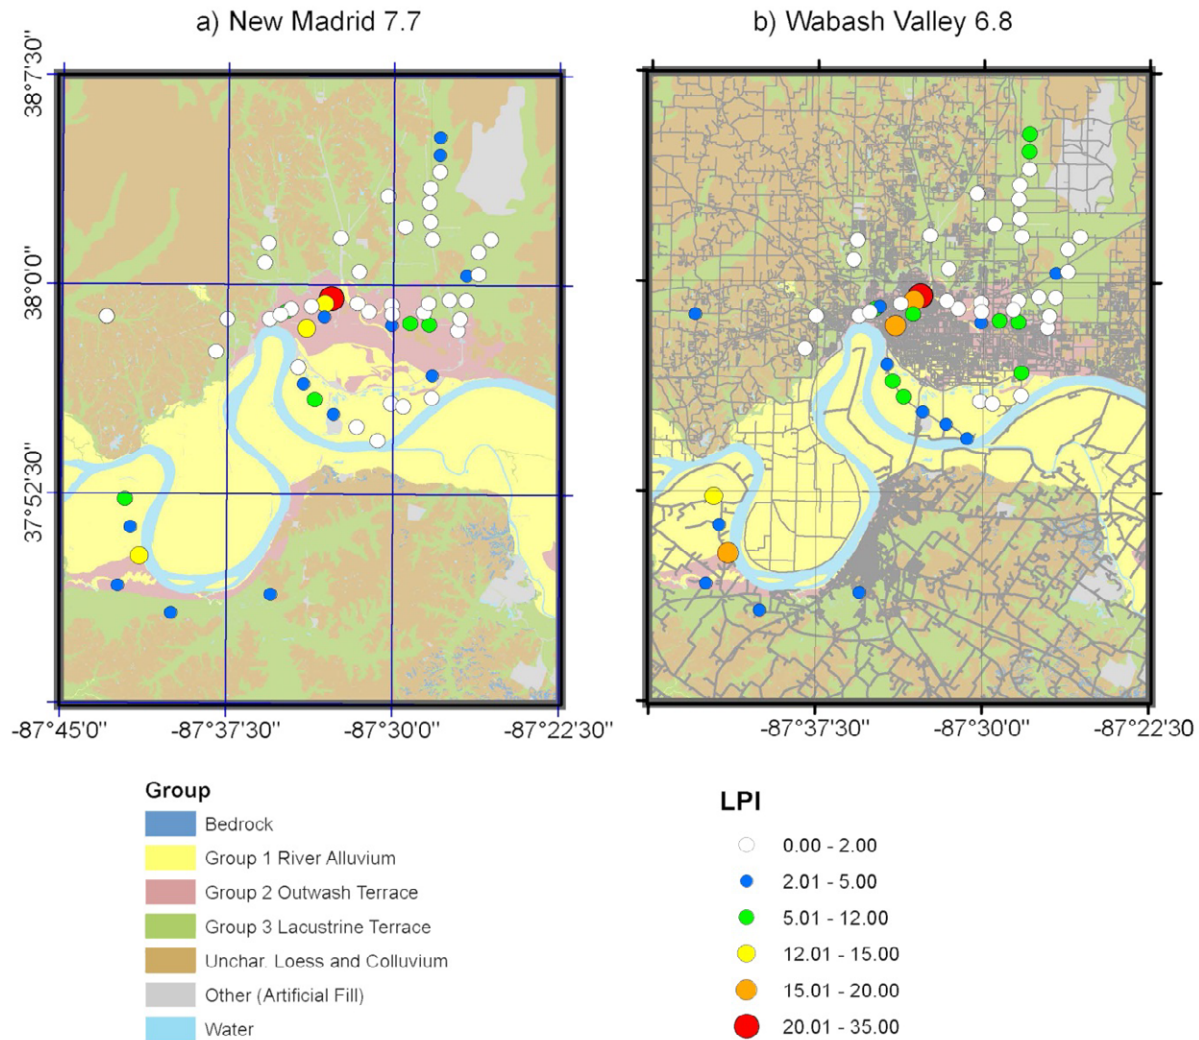 a) New Madrid 7.7
b) Wabash Valley 6.8
38°7'30"
38°0'0"
37°52'30"
-87°45'0"
-87°37'30"
-87°30'0"
-87°22'30"
-87°37'30"
-87°30'0"
-87°22'30
Group
Bedrock
Group 1 River Alluvium
Group 2 Outwash Terrace
Group 3 Lacustrine Terrace
Unchar. Loess and Colluvium
Other (Artificial Fill)
Water
LPI
0.00 - 2.00
2.01 - 5.00
5.01 - 12.00
12.01 - 15.00
15.01 - 20.00
20.01 - 35.00